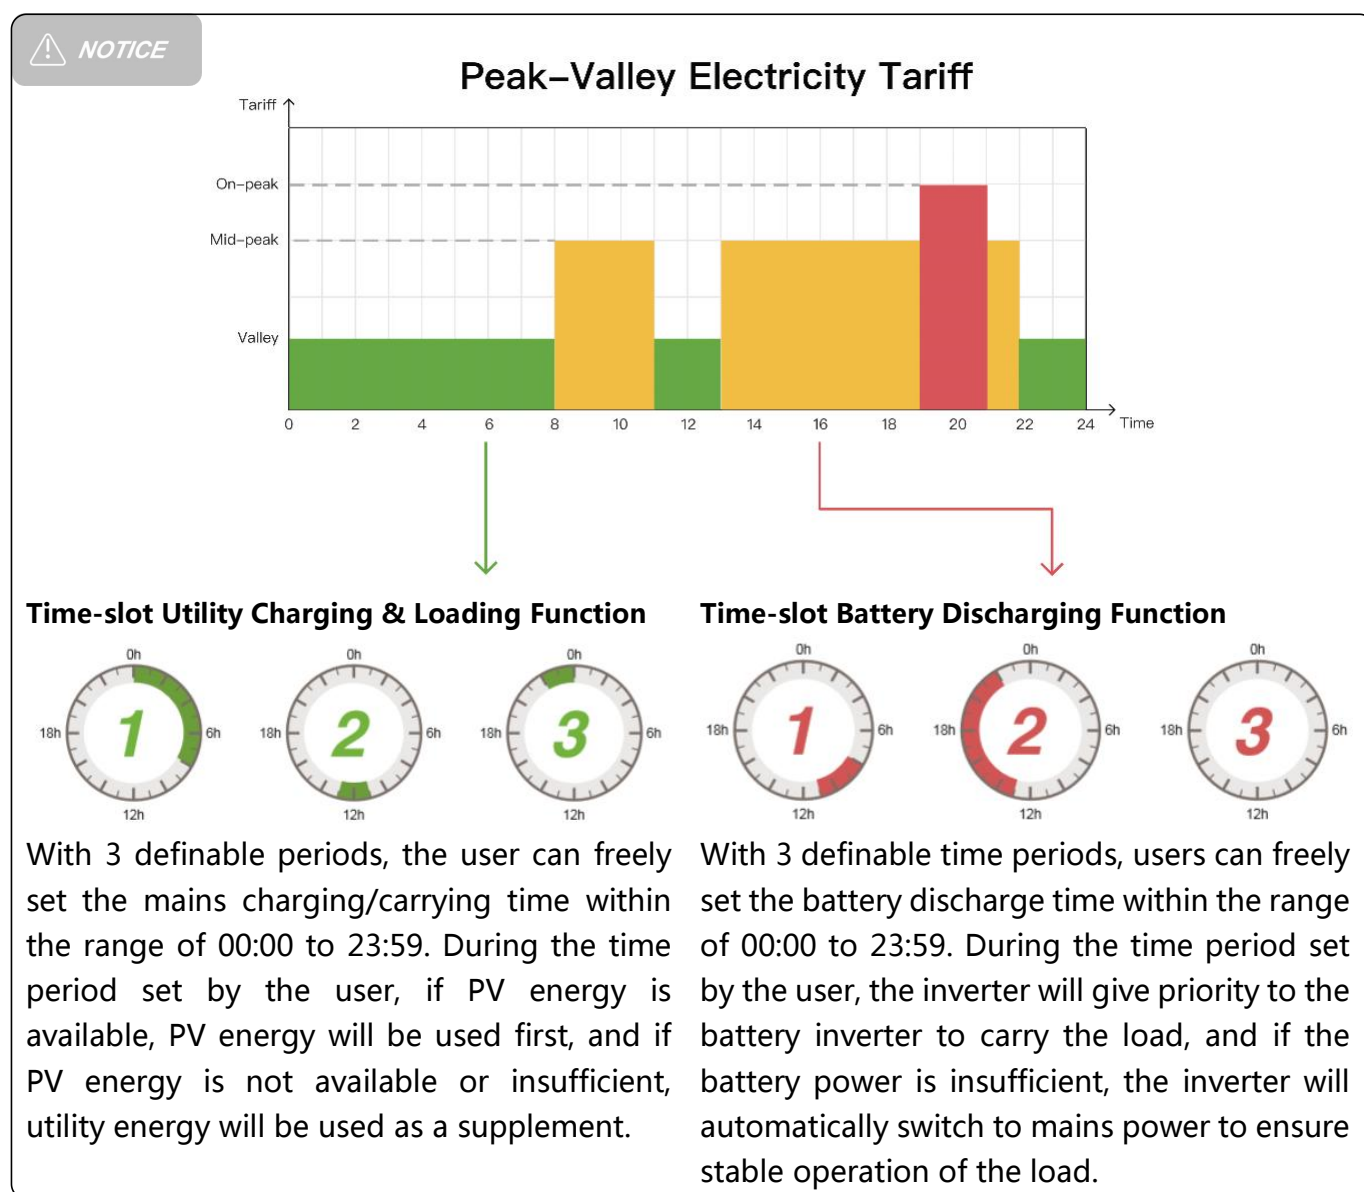 NOTICE
Peak–Valley Electricity Tariff
Tariff
On-peak
Mid-peak
Valley
0 2 4 6 8 10 12 14 16 18 20 22 24 Time
Time-slot Utility Charging & Loading Function
0h
6h
12h
18h
1
0h
6h
12h
18h
2
0h
6h
12h
18h
3
With 3 definable periods, the user can freely
set the mains charging/carrying time within
the range of 00:00 to 23:59. During the time
period set by the user, if PV energy is
available, PV energy will be used first, and if
PV energy is not available or insufficient,
utility energy will be used as a supplement.
Time-slot Battery Discharging Function
0h
6h
12h
18h
1
0h
6h
12h
18h
2
0h
6h
12h
18h
3
With 3 definable time periods, users can freely
set the battery discharge time within the range
of 00:00 to 23:59. During the time period set
by the user, the inverter will give priority to the
battery inverter to carry the load, and if the
battery power is insufficient, the inverter will
automatically switch to mains power to ensure
stable operation of the load.